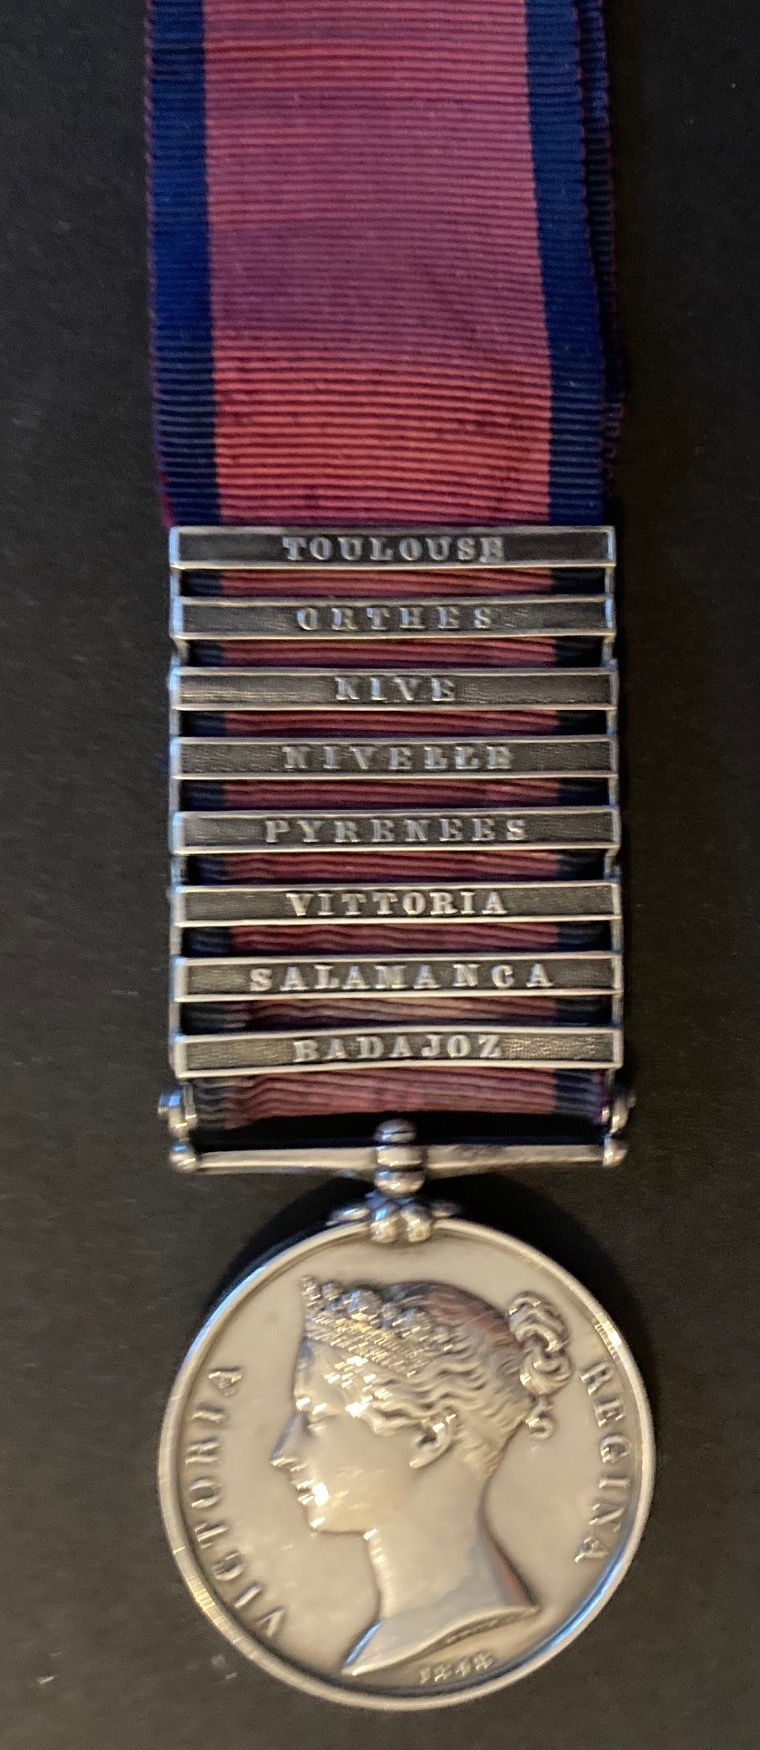 TOULOUSE
ORTHES
NIVE
NIVELLE
PYRENEES
VITTORIA
SALAMANCA
BADAJOZ
VICTORIA REGINA
1848